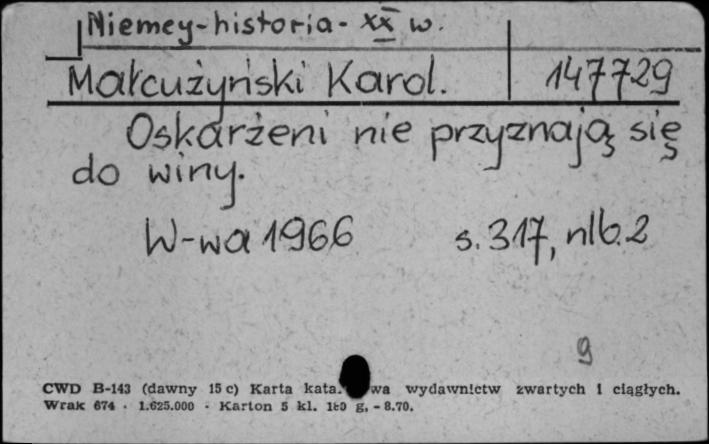 Niemcy-historia- XX w.
Małcużyński Karol. 147729
Oskarżeni nie przyznają się
do winy.
W-wa 1966 s. 317, nlb. 2
9
CWD B-143 (dawny 15 c) Karta kata. wa wydawnictw zwartych i ciągłych.
Wrak 674 · 1.625.000 · Karton 5 kl. 180 g, - 8.70.